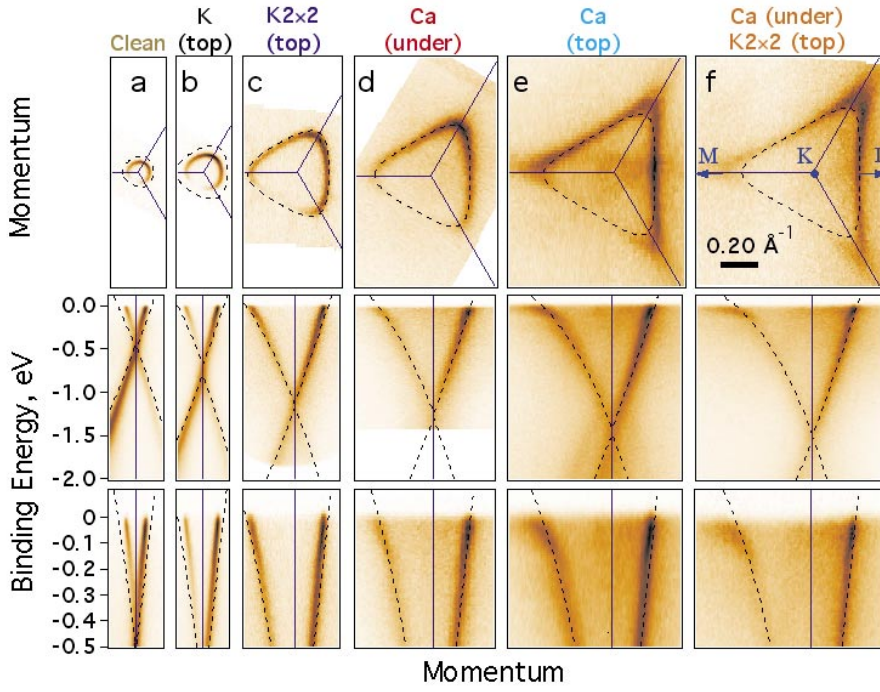 Clean
K
(top)
K2×2
(top)
Ca
(under)
Ca
(top)
Ca (under)
K2×2 (top)
a
b
c
d
e
f
M
K
0.20 Å⁻¹
Momentum
0.0
-0.5
-1.0
-1.5
-2.0
0
-0.1
-0.2
-0.3
-0.4
-0.5
Binding Energy, eV
Momentum